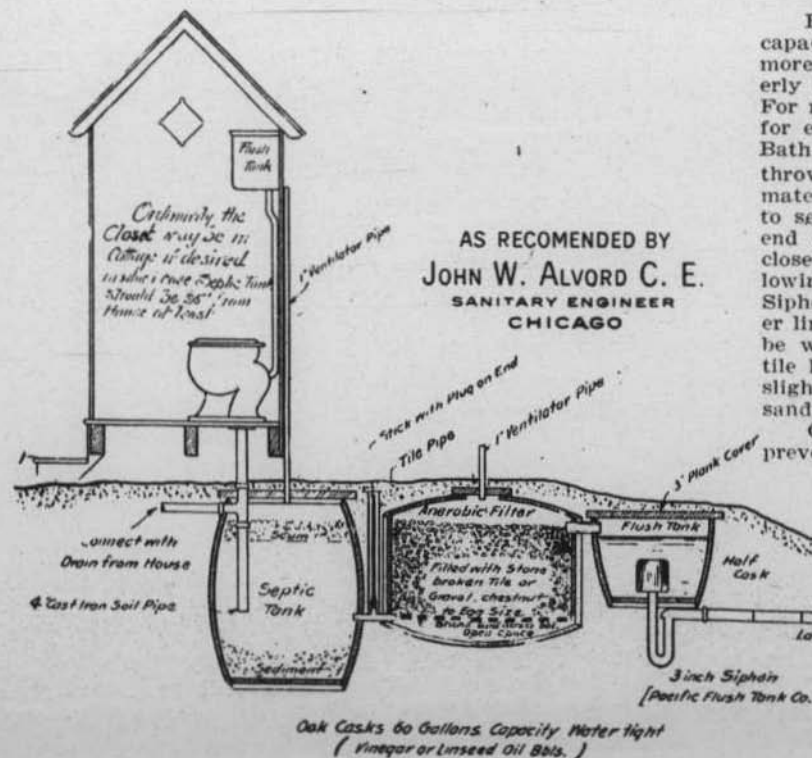 Flush
Tank
Ordinarily the
Closet may be in
Cottage if desired
in which case Septic Tank
should be 50 ft from
House at least
1" Ventilator Pipe
AS RECOMENDED BY
JOHN W. ALVORD C. E.
SANITARY ENGINEER
CHICAGO
capa
more
erly
For
for e
Bath
throv
mate
to se
end
close
lowin
Sipho
er lin
be w
tile
sligh
sand
preve
Stick with Plug on End
Tile Pipe
1" Ventilator Pipe
3" Plank Cover
Connect with
Drain from House
4" Cast Iron Soil Pipe
Scum
Septic
Tank
Sediment
Anerobic Filter
Filled with Stone
broken Tile or
Gravel, chestnut
to Egg Size
Open Space
Flush Tank
Half
Cask
La
3 inch Siphon
[Pacific Flush Tank Co.
Oak Casks 60 Gallons Capacity Water tight
( Vinegar or Linseed Oil Bbls. )